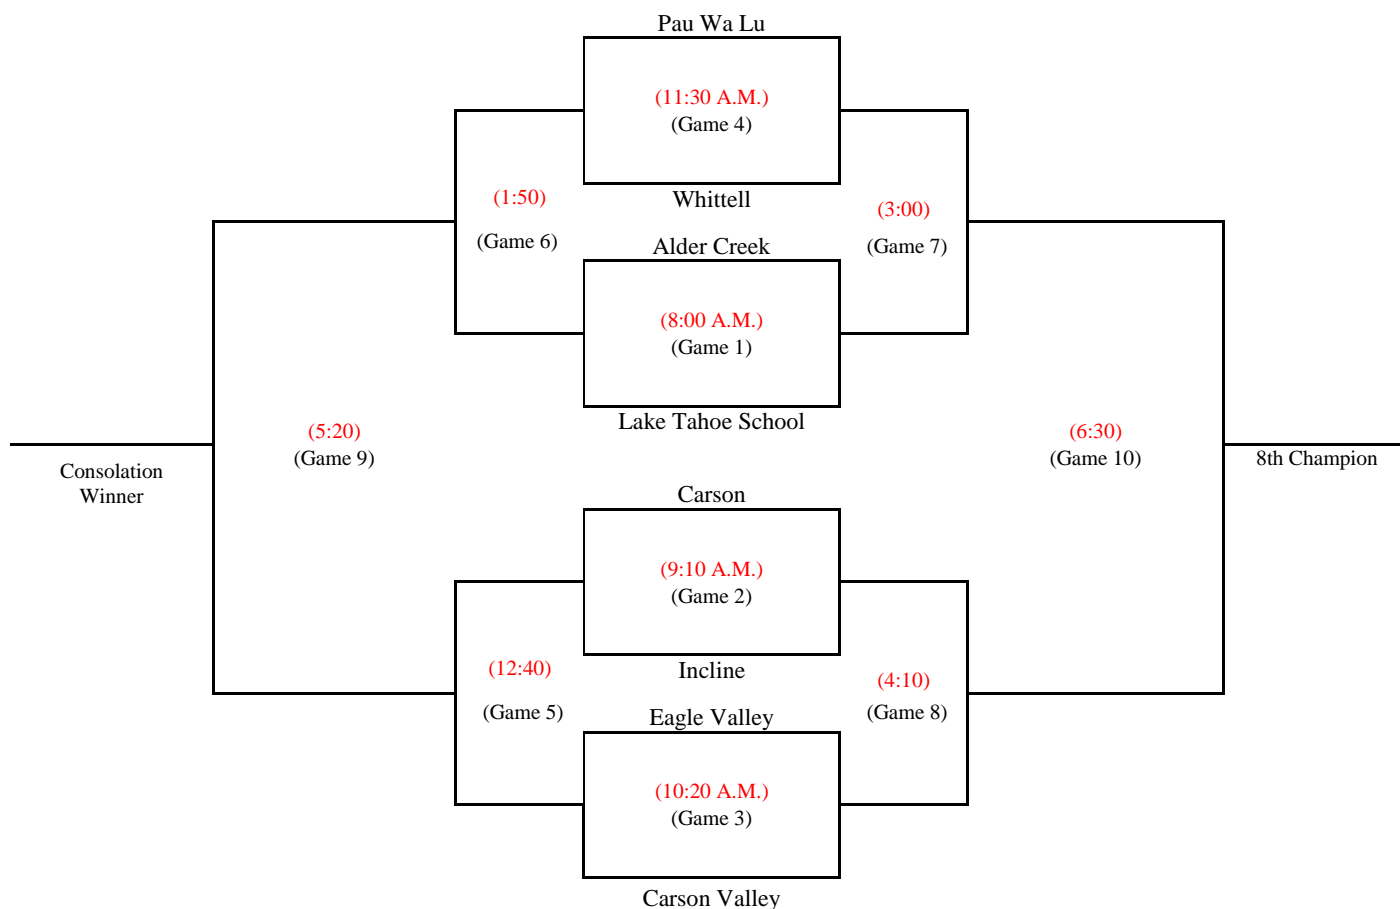 Pau Wa Lu
(11:30 A.M.)
(Game 4)
Whittell
(1:50)
(Game 6)
(3:00)
(Game 7)
Alder Creek
(8:00 A.M.)
(Game 1)
Lake Tahoe School
(5:20)
(Game 9)
(6:30)
(Game 10)
Consolation
Winner
8th Champion
Carson
(9:10 A.M.)
(Game 2)
Incline
(12:40)
(Game 5)
(4:10)
(Game 8)
Eagle Valley
(10:20 A.M.)
(Game 3)
Carson Valley